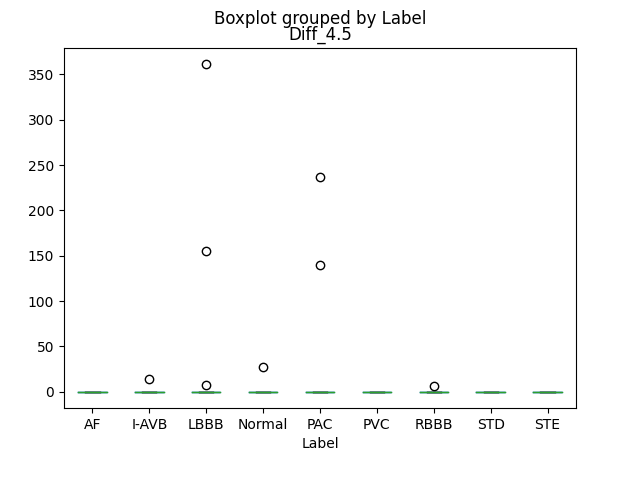 Boxplot grouped by Label
Diff_4.5
350
300
250
200
150
100
50
0
AF I-AVB LBBB Normal PAC PVC RBBB STD STE
Label